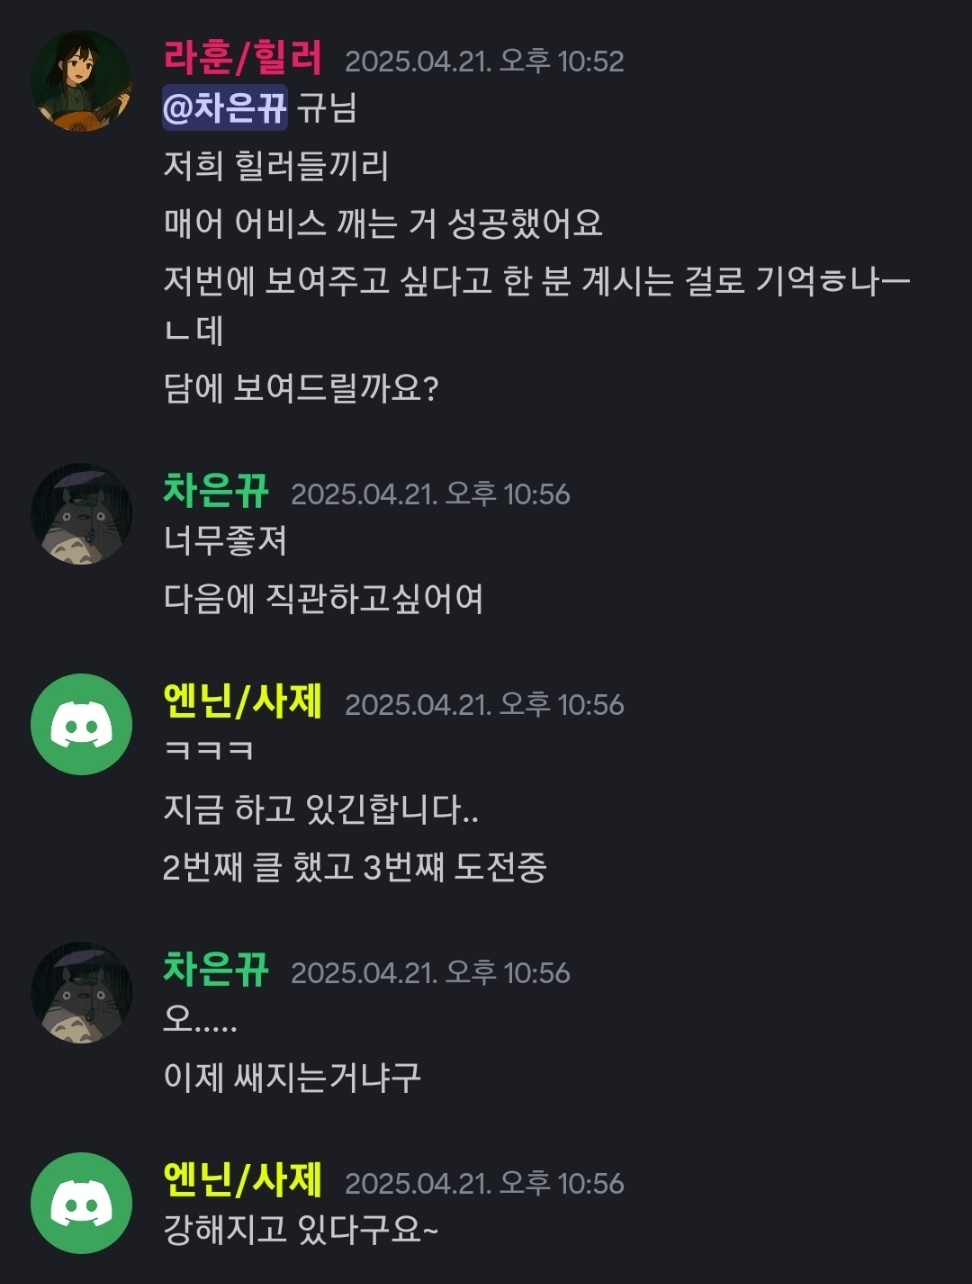 라훈/힐러 2025.04.21. 오후 10:52
@차은뀨 규님
저희 힐러들끼리
매어 어비스 깨는 거 성공했어요
저번에 보여주고 싶다고 한 분 계시는 걸로 기억ㅎ나ㅡ
ㄴ데
담에 보여드릴까요?
차은뀨 2025.04.21. 오후 10:56
너무좋져
다음에 직관하고싶어여
엔닌/사제 2025.04.21. 오후 10:56
ㅋㅋㅋ
지금 하고 있긴합니다..
2번째 클 했고 3번쨰 도전중
차은뀨 2025.04.21. 오후 10:56
오.....
이제 쌔지는거냐구
엔닌/사제 2025.04.21. 오후 10:56
강해지고 있다구요~